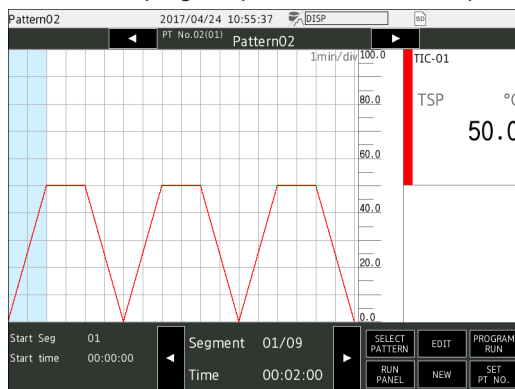 Pattern02 2017/04/24 10:55:37 DISP SD
PT No.02(01) Pattern02
1min/div 100.0
80.0
60.0
40.0
20.0
0.0
TIC-01
TSP °C
50.0
Start Seg 01
Start time 00:00:00
Segment 01/09
Time 00:02:00
SELECT PATTERN
EDIT
PROGRAM RUN
RUN PANEL
NEW
SET PT NO.